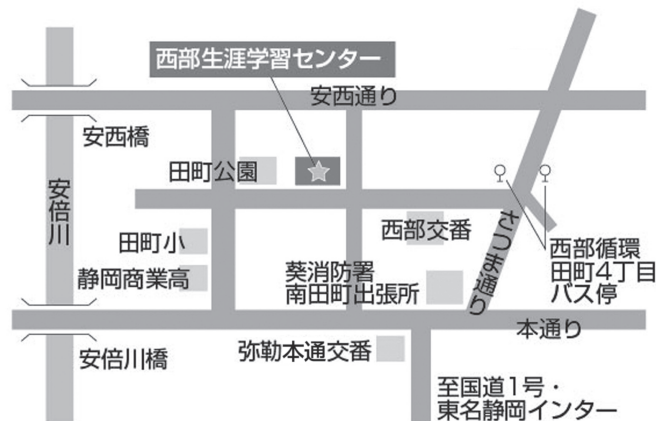 西部生涯学習センター
安西通り
安西橋
田町公園
安倍川
西部交番
田町小
さつま通り
西部循環
田町4丁目
バス停
静岡商業高
葵消防署
南田町出張所
本通り
安倍川橋
弥勒本通交番
至国道1号・
東名静岡インター